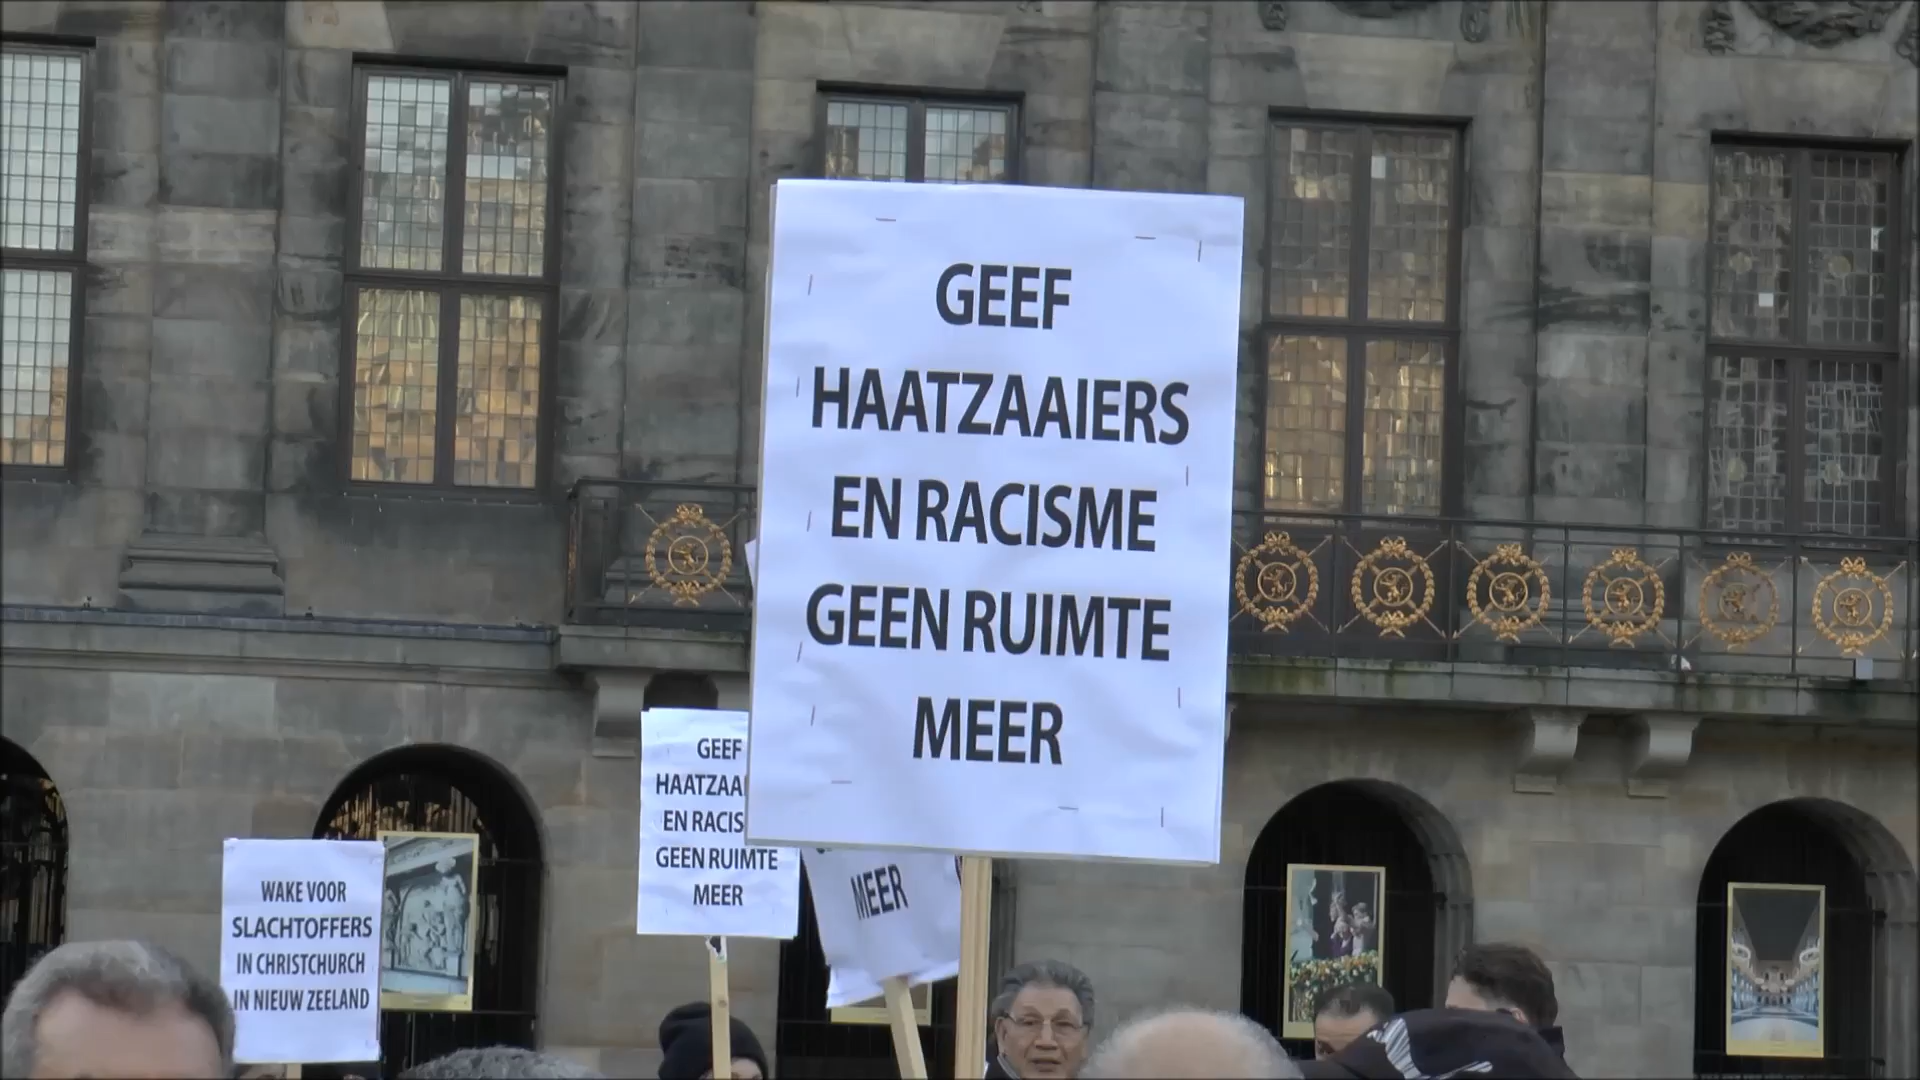 GEEF
HAATZAAIERS
EN RACISME
GEEN RUIMTE
MEER
GEEF
HAATZAAI
EN RACIS
GEEN RUIMTE
MEER
MEER
WAKE VOOR
SLACHTOFFERS
IN CHRISTCHURCH
IN NIEUW ZEELAND